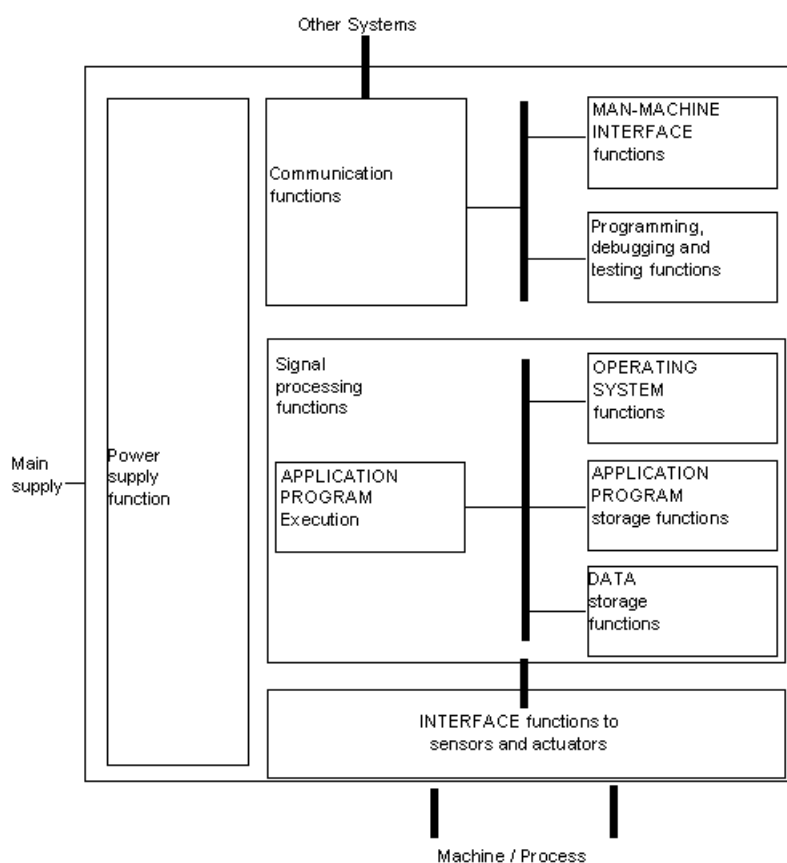 Other Systems
Communication
functions
MAN-MACHINE
INTERFACE
functions
Programming,
debugging and
testing functions
Main
supply
Power
supply
function
Signal
processing
functions
APPLICATION
PROGRAM
Execution
OPERATING
SYSTEM
functions
APPLICATION
PROGRAM
storage functions
DATA
storage
functions
INTERFACE functions to
sensors and actuators
Machine / Process